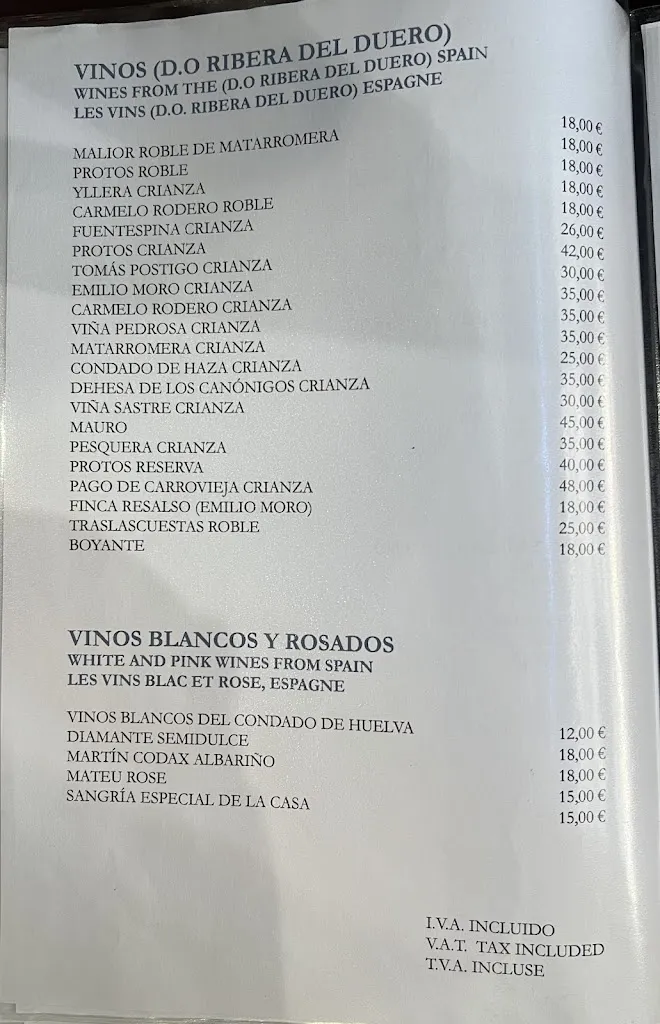 VINOS (D.O RIBERA DEL DUERO)
WINES FROM THE (D.O RIBERA DEL DUERO) SPAIN
LES VINS (D.O. RIBERA DEL DUERO) ESPAGNE
MALIOR ROBLE DE MATARROMERA 18,00 €
PROTOS ROBLE 18,00 €
YLLERA CRIANZA 18,00 €
CARMELO RODERO ROBLE 18,00 €
FUENTESPINA CRIANZA 18,00 €
PROTOS CRIANZA 26,00 €
TOMÁS POSTIGO CRIANZA 42,00 €
EMILIO MORO CRIANZA 30,00 €
CARMELO RODERO CRIANZA 35,00 €
VIÑA PEDROSA CRIANZA 35,00 €
MATARROMERA CRIANZA 35,00 €
CONDADO DE HAZA CRIANZA 25,00 €
DEHESA DE LOS CANÓNIGOS CRIANZA 35,00 €
VIÑA SASTRE CRIANZA 30,00 €
MAURO 45,00 €
PESQUERA CRIANZA 35,00 €
PROTOS RESERVA 40,00 €
PAGO DE CARROVIEJA CRIANZA 48,00 €
FINCA RESALSO (EMILIO MORO) 18,00 €
TRASLASCUESTAS ROBLE 25,00 €
BOYANTE 18,00 €
VINOS BLANCOS Y ROSADOS
WHITE AND PINK WINES FROM SPAIN
LES VINS BLAC ET ROSE, ESPAGNE
VINOS BLANCOS DEL CONDADO DE HUELVA 12,00 €
DIAMANTE SEMIDULCE 18,00 €
MARTÍN CODAX ALBARIÑO 18,00 €
MATEU ROSE 15,00 €
SANGRÍA ESPECIAL DE LA CASA 15,00 €
I.V.A. INCLUIDO
V.A.T. TAX INCLUDED
T.V.A. INCLUSE